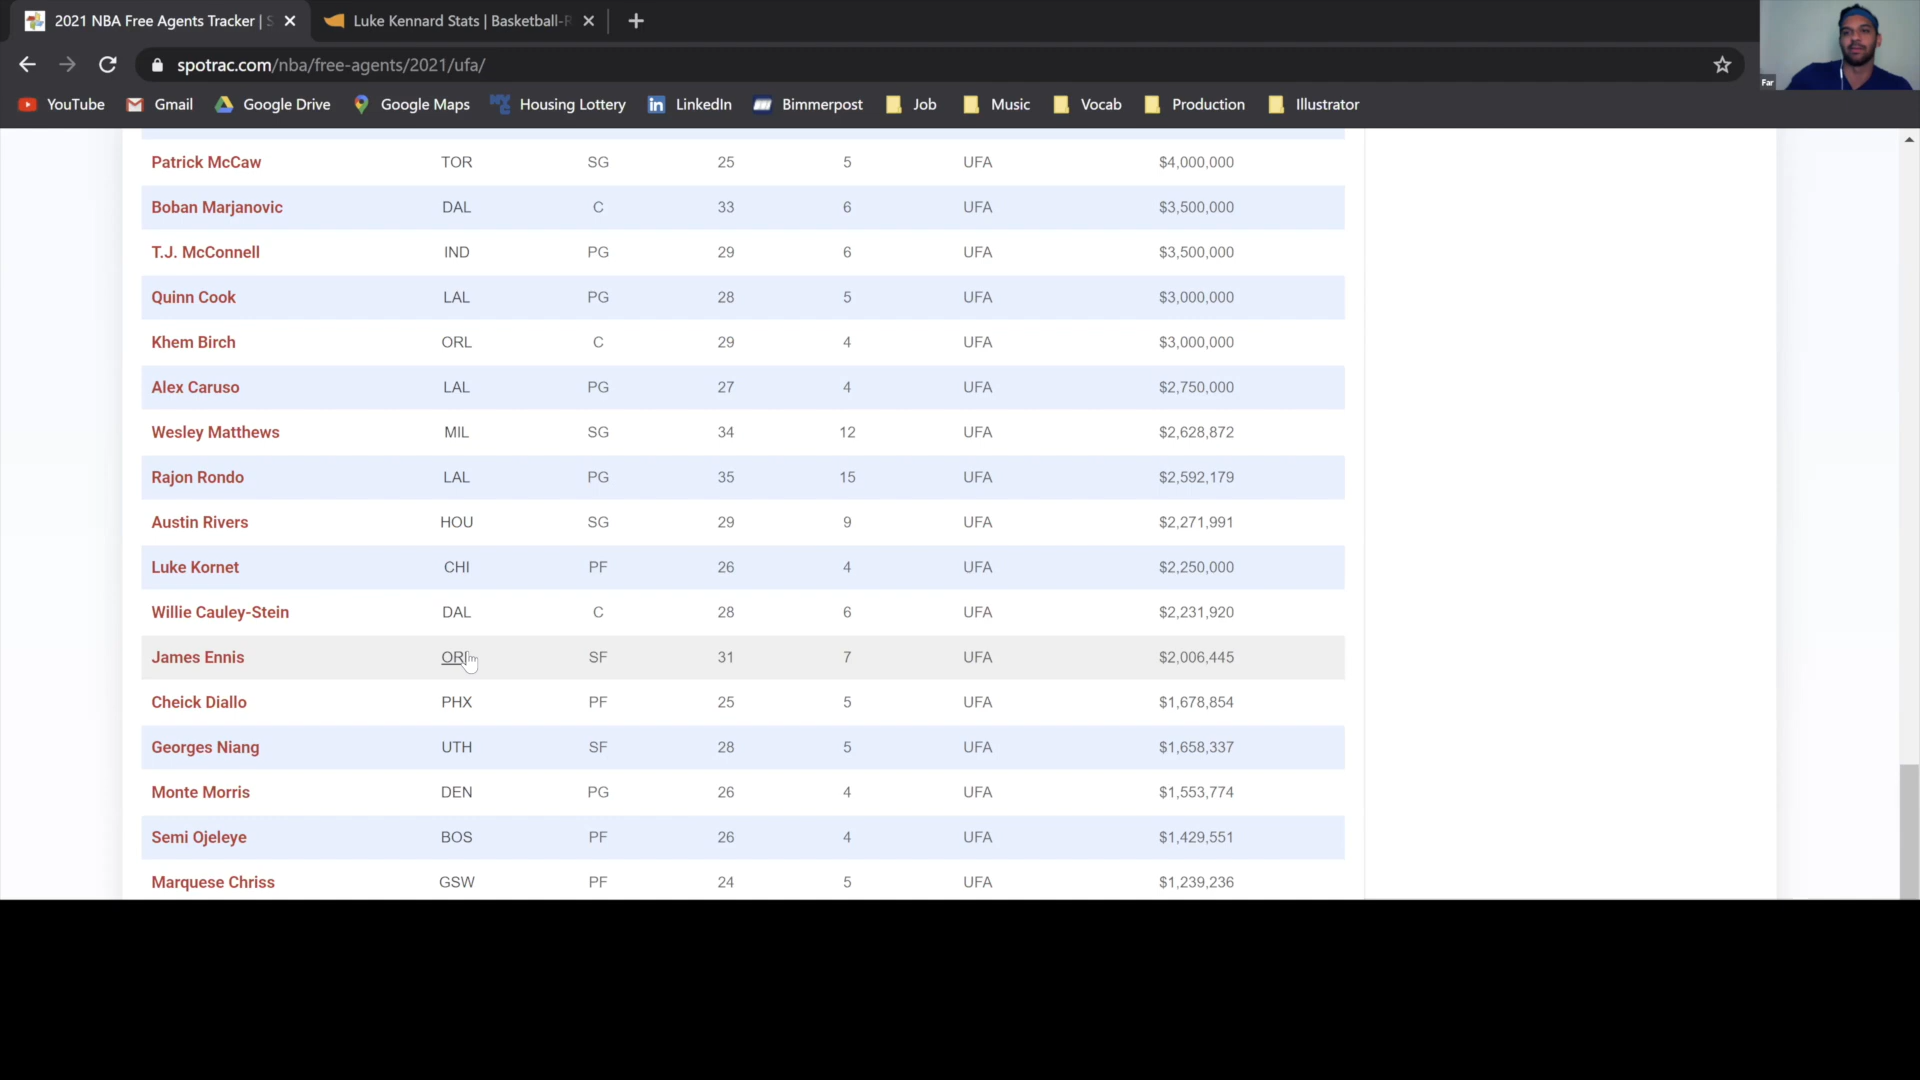 2021 NBA Free Agents Tracker | S
Luke Kennard Stats | Basketball-R
spotrac.com/nba/free-agents/2021/ufa/
YouTube Gmail Google Drive Google Maps Housing Lottery LinkedIn Bimmerpost Job Music Vocab Production Illustrator
Far
Patrick McCaw TOR SG 25 5 UFA $4,000,000
Boban Marjanovic DAL C 33 6 UFA $3,500,000
T.J. McConnell IND PG 29 6 UFA $3,500,000
Quinn Cook LAL PG 28 5 UFA $3,000,000
Khem Birch ORL C 29 4 UFA $3,000,000
Alex Caruso LAL PG 27 4 UFA $2,750,000
Wesley Matthews MIL SG 34 12 UFA $2,628,872
Rajon Rondo LAL PG 35 15 UFA $2,592,179
Austin Rivers HOU SG 29 9 UFA $2,271,991
Luke Kornet CHI PF 26 4 UFA $2,250,000
Willie Cauley-Stein DAL C 28 6 UFA $2,231,920
James Ennis ORL SF 31 7 UFA $2,006,445
Cheick Diallo PHX PF 25 5 UFA $1,678,854
Georges Niang UTH SF 28 5 UFA $1,658,337
Monte Morris DEN PG 26 4 UFA $1,553,774
Semi Ojeleye BOS PF 26 4 UFA $1,429,551
Marquese Chriss GSW PF 24 5 UFA $1,239,236